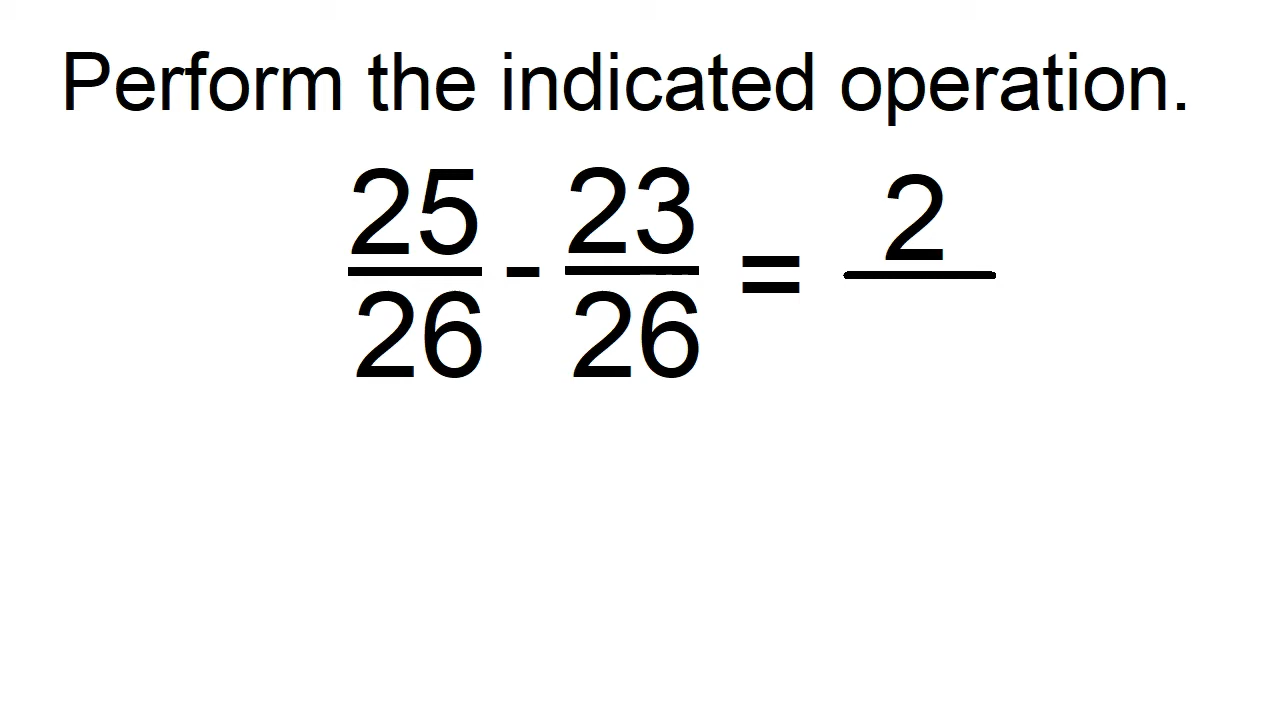 Perform the indicated operation.
25 23 2
- =
26 26